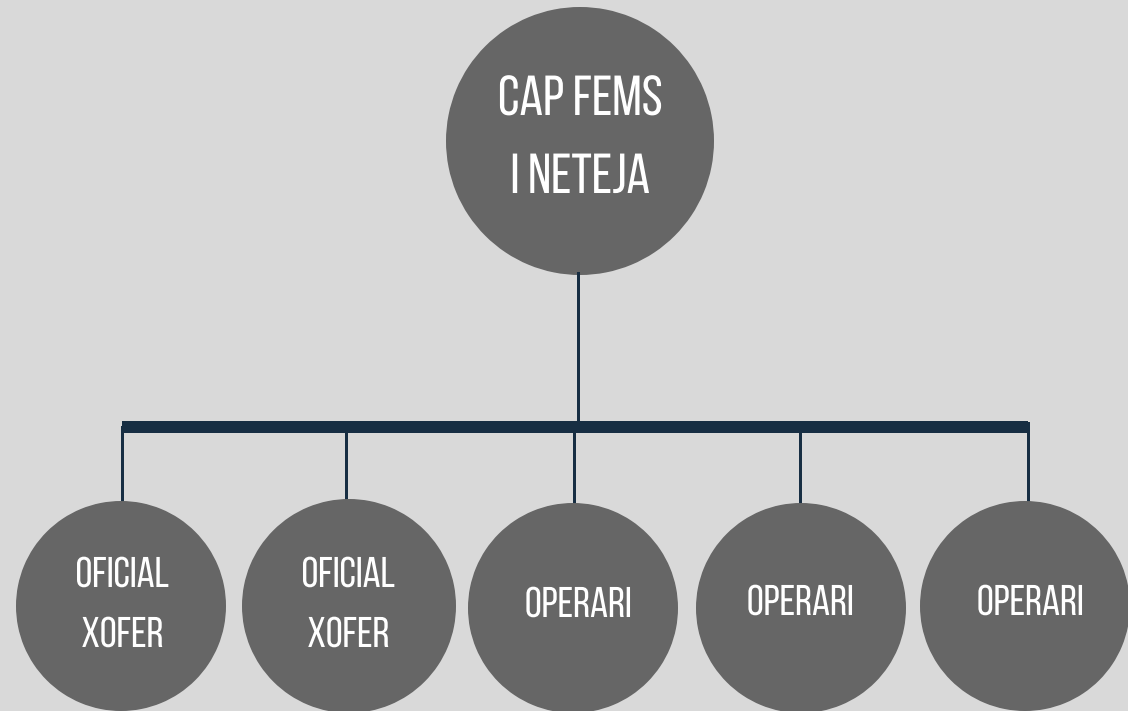 CAP FEMS
I NETEJA
OFICIAL
XOFER
OFICIAL
XOFER
OPERARI
OPERARI
OPERARI